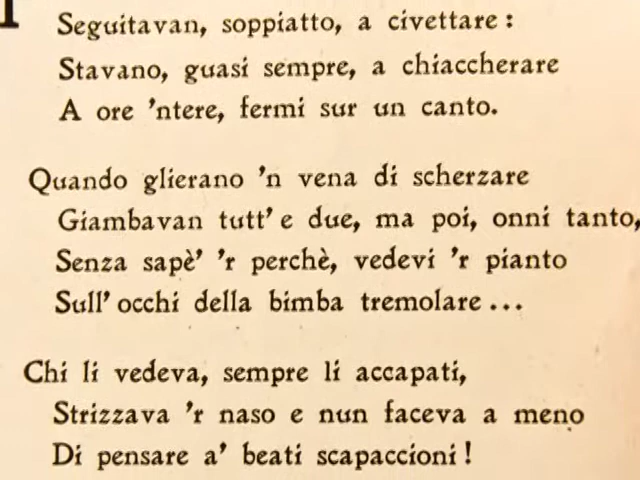 Seguitavan, soppiatto, a civettare :
Stavano, guasi sempre, a chiaccherare
A ore 'ntere, fermi sur un canto.
Quando glierano 'n vena di scherzare
Giambavan tutt' e due, ma poi, onni tanto,
Senza sapè' 'r perchè, vedevi 'r pianto
Sull' occhi della bimba tremolare ...
Chi li vedeva, sempre lì accapati,
Strizzava 'r naso e nun faceva a meno
Di pensare a' beati scapaccioni !